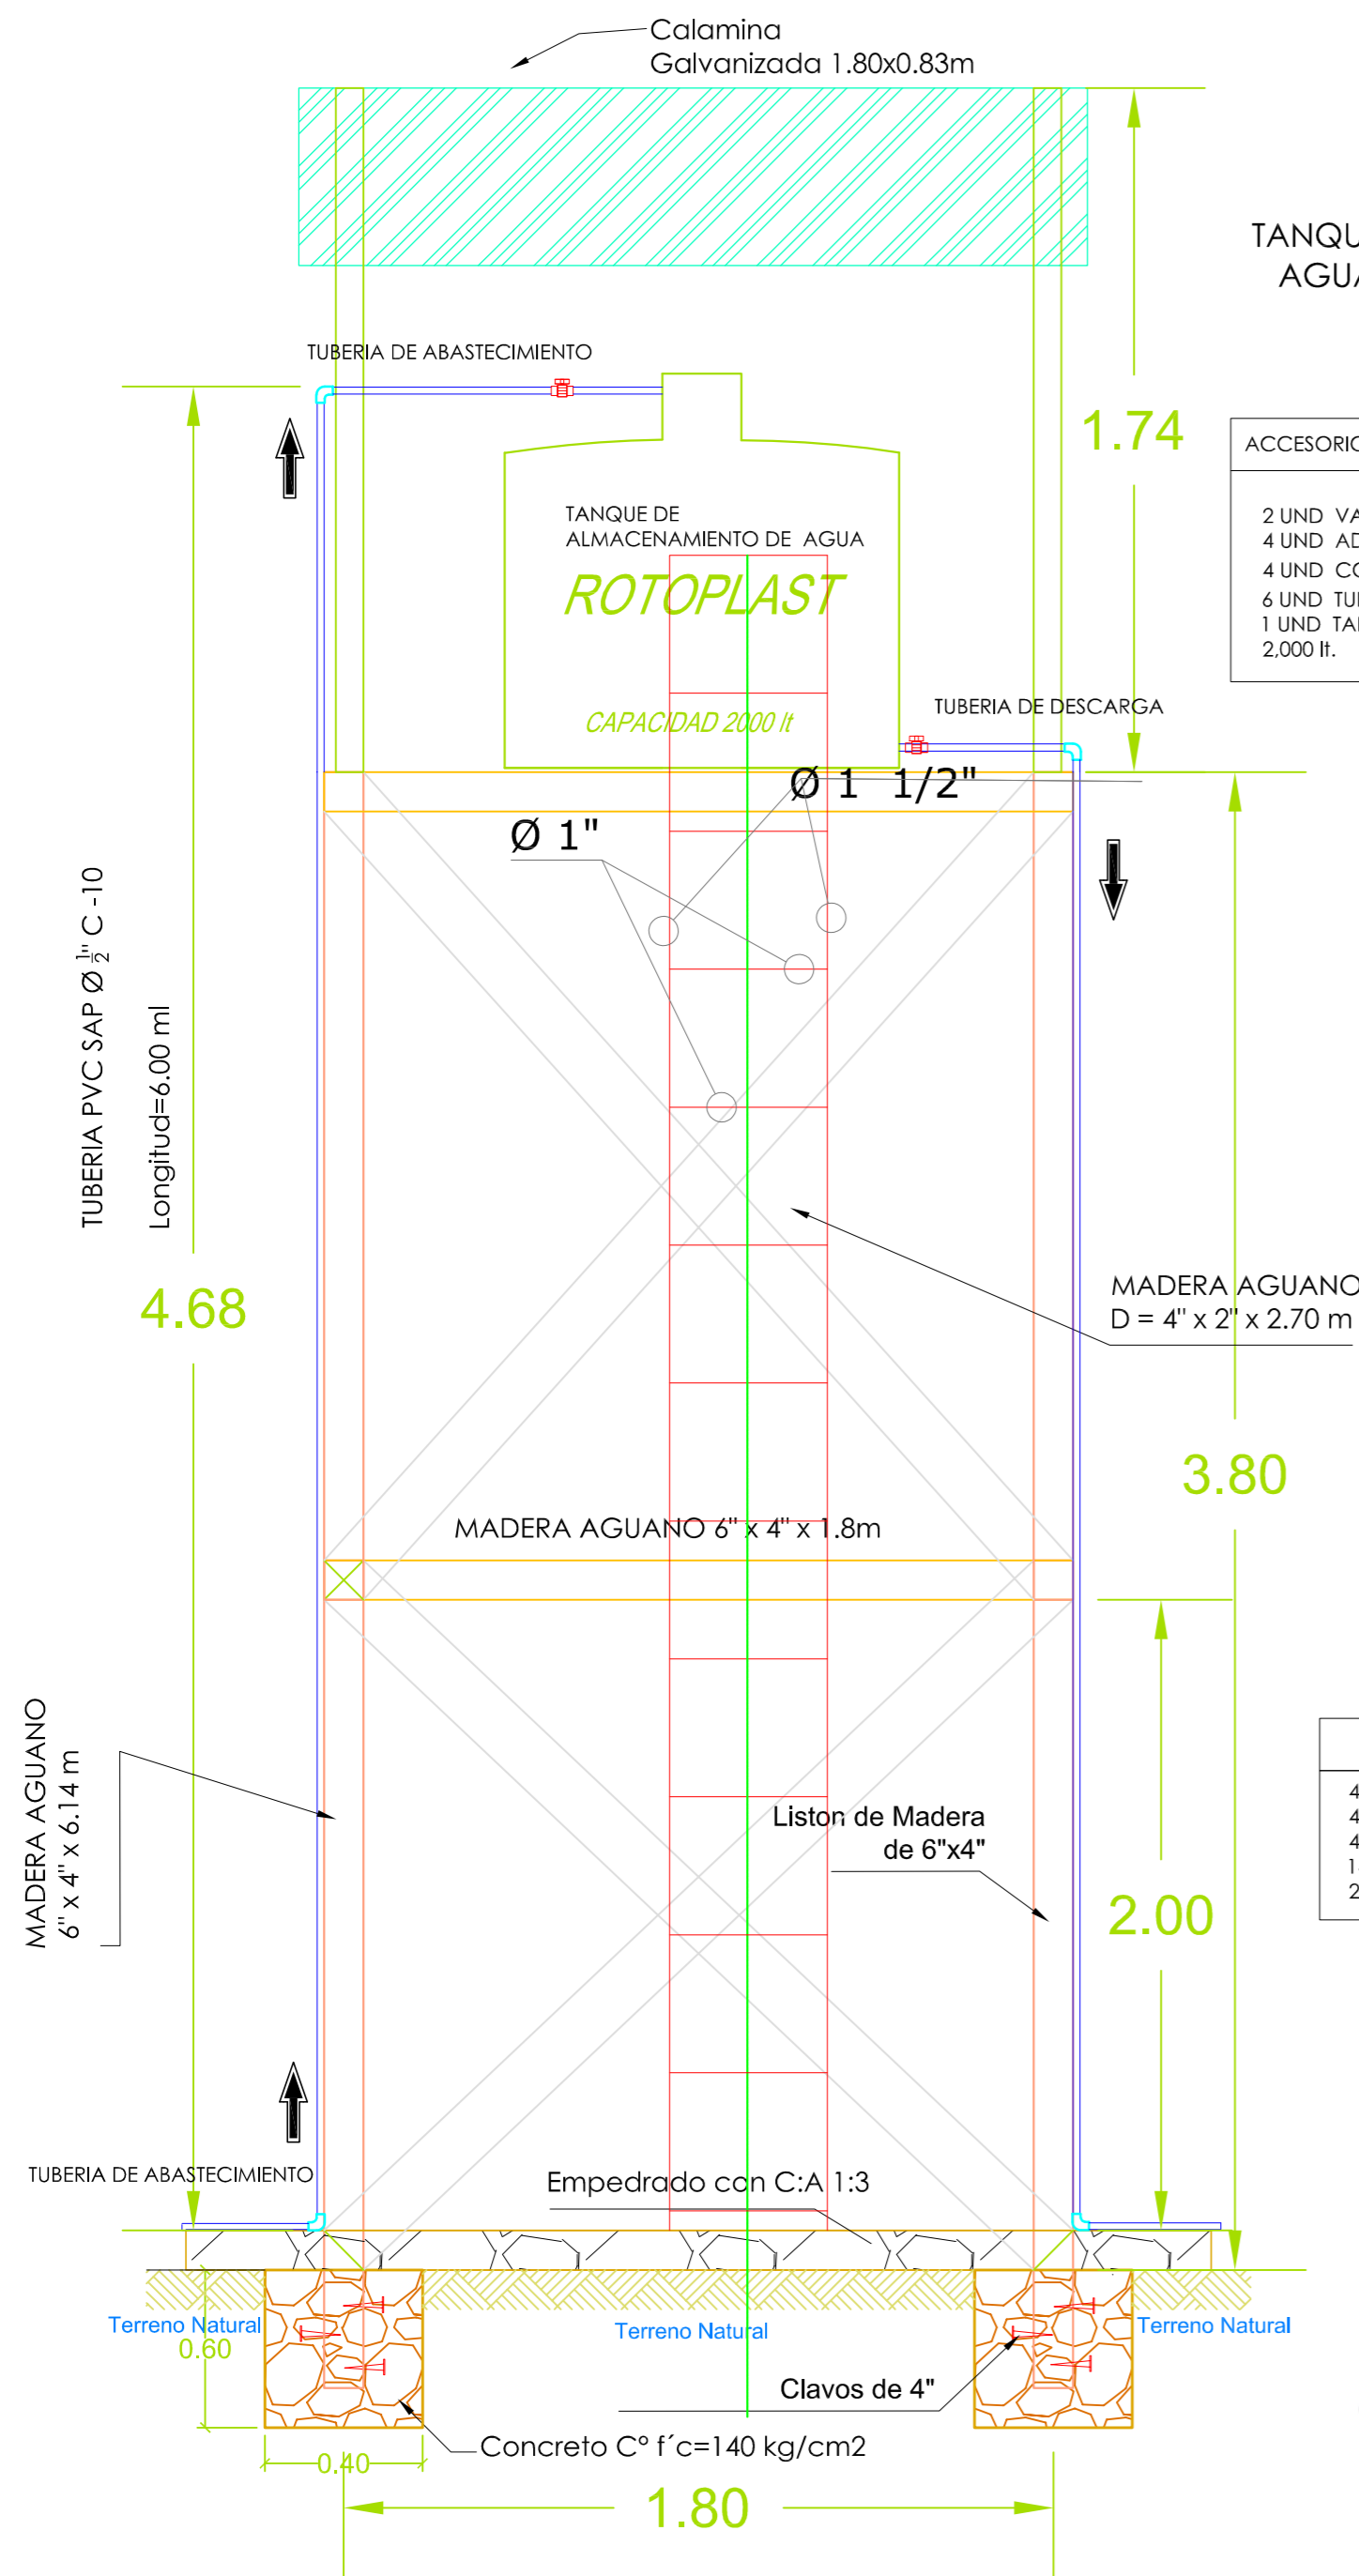 Calamina
Galvanizada 1.80x0.83m
TUBERIA DE ABASTECIMIENTO
1.74
TANQUE DE
ALMACENAMIENTO DE AGUA
ROTOPLAST
CAPACIDAD 2000 lt
TUBERIA DE DESCARGA
Ø 1 1/2"
Ø 1"
2 UND
4 UND
4 UND
6 UND
1 UND
2,000 lt.
TUBERIA PVC SAP Ø 1/2" C -10
Longitud=6.00 ml
4.68
MADERA AGUANO
D = 4" x 2" x 2.70 m
3.80
MADERA AGUANO 6" x 4" x 1.8m
MADERA AGUANO
6" x 4" x 6.14 m
Liston de Madera
de 6"x4"
2.00
TUBERIA DE ABASTECIMIENTO
Empedrado con C:A 1:3
Terreno Natural
Terreno Natural
Terreno Natural
0.60
Clavos de 4"
Concreto C° f´c=140 kg/cm2
0.40
1.80